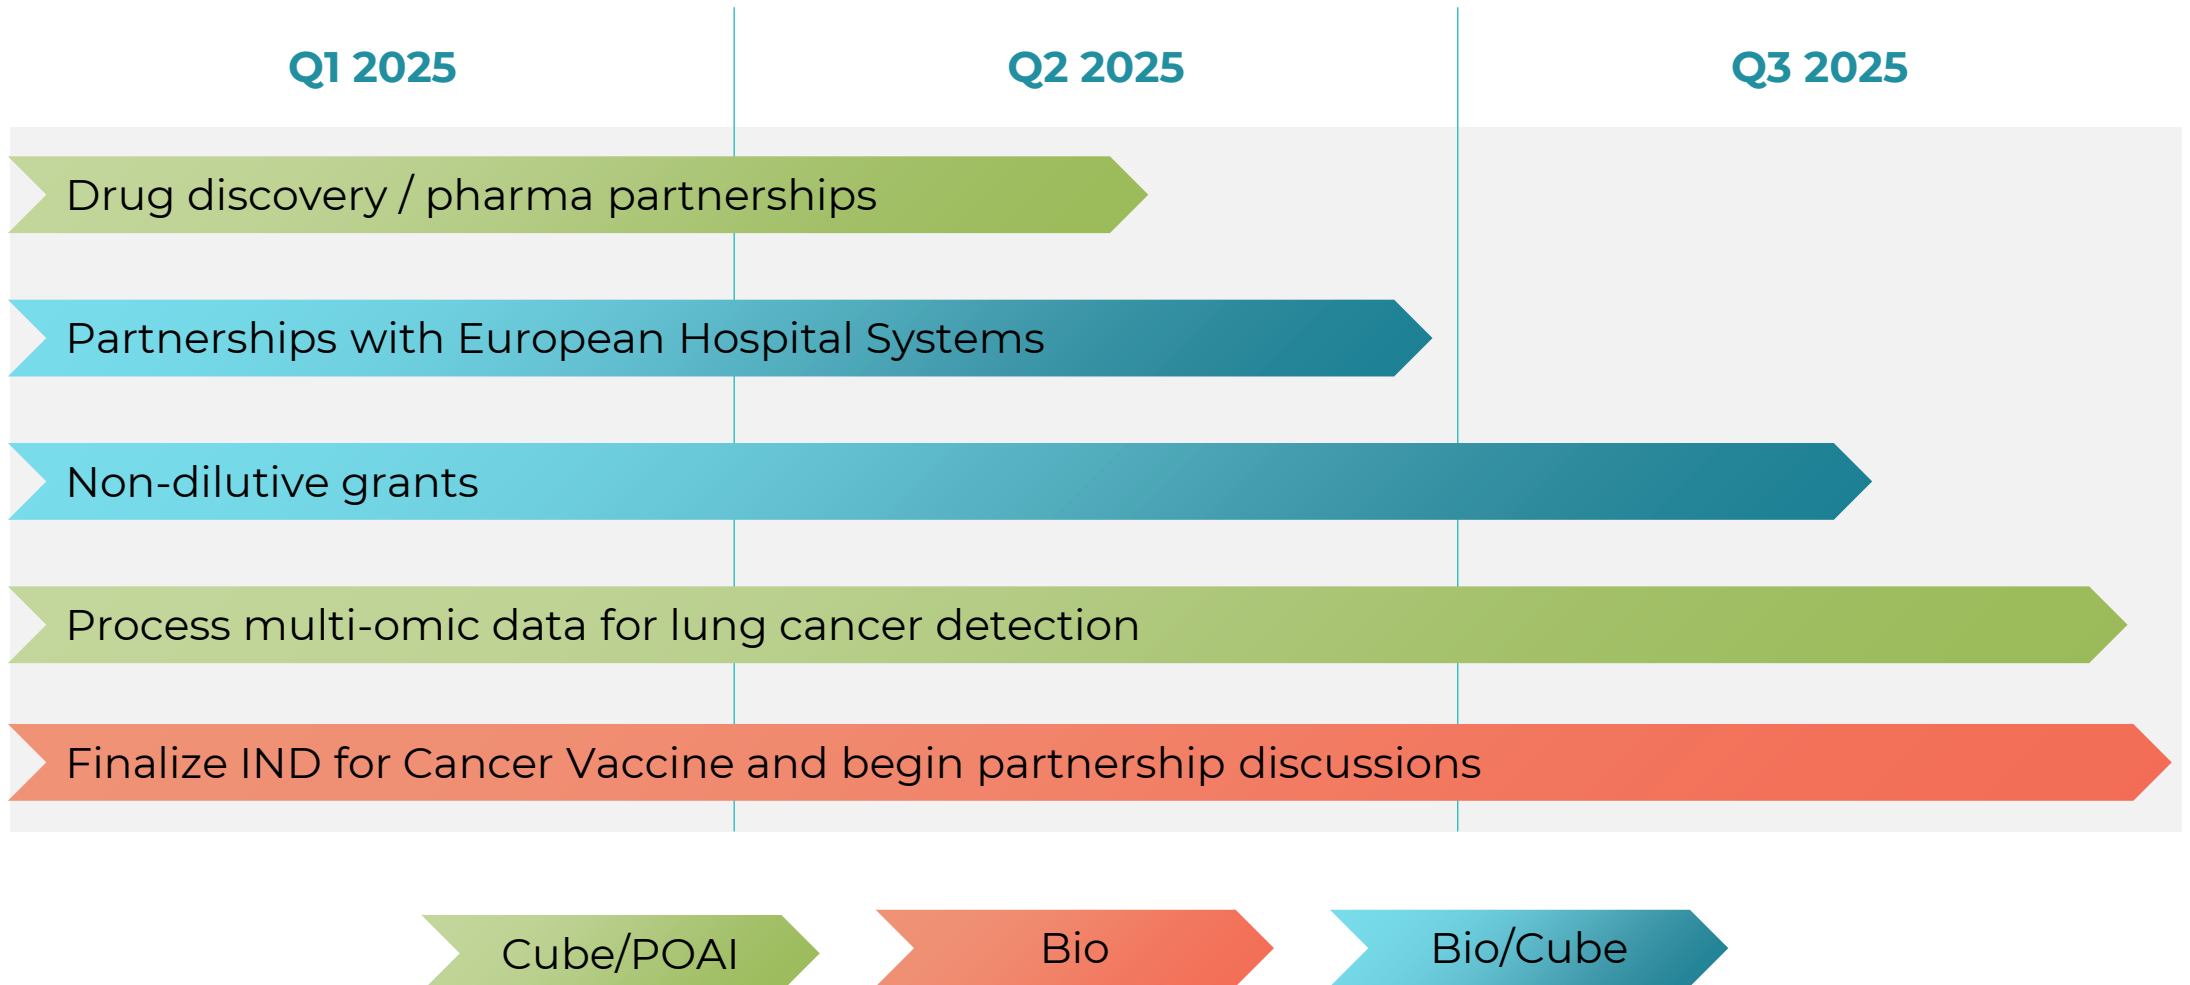 Q1 2025
Q2 2025
Q3 2025
Drug discovery / pharma partnerships
Partnerships with European Hospital Systems
Non-dilutive grants
Process multi-omic data for lung cancer detection
Finalize IND for Cancer Vaccine and begin partnership discussions
Cube/POAI
Bio
Bio/Cube